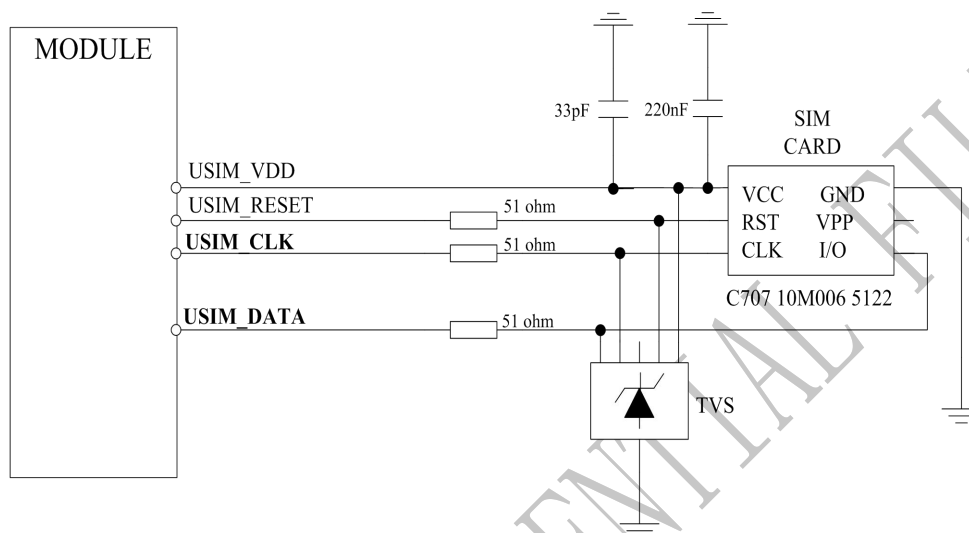 MODULE
33pF
220nF
SIM
CARD
USIM_VDD
VCC GND
USIM_RESET
51 ohm
RST VPP
USIM_CLK
51 ohm
CLK I/O
C707 10M006 5122
USIM_DATA
51 ohm
TVS